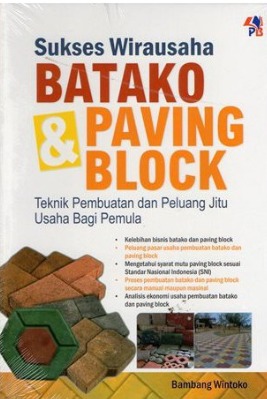 PB
Sukses Wirausaha
BATAKO
& PAVING
BLOCK
Teknik Pembuatan dan Peluang Jitu
Usaha Bagi Pemula
• Kelebihan bisnis batako dan paving block
• Peluang pasar usaha pembuatan batako dan
paving block
• Mengetahui syarat mutu paving block sesuai
Standar Nasional Indonesia (SNI)
• Proses pembuatan batako dan paving block
secara manual maupun masinal
• Analisis ekonomi usaha pembuatan batako
dan paving block
Bambang Wintoko